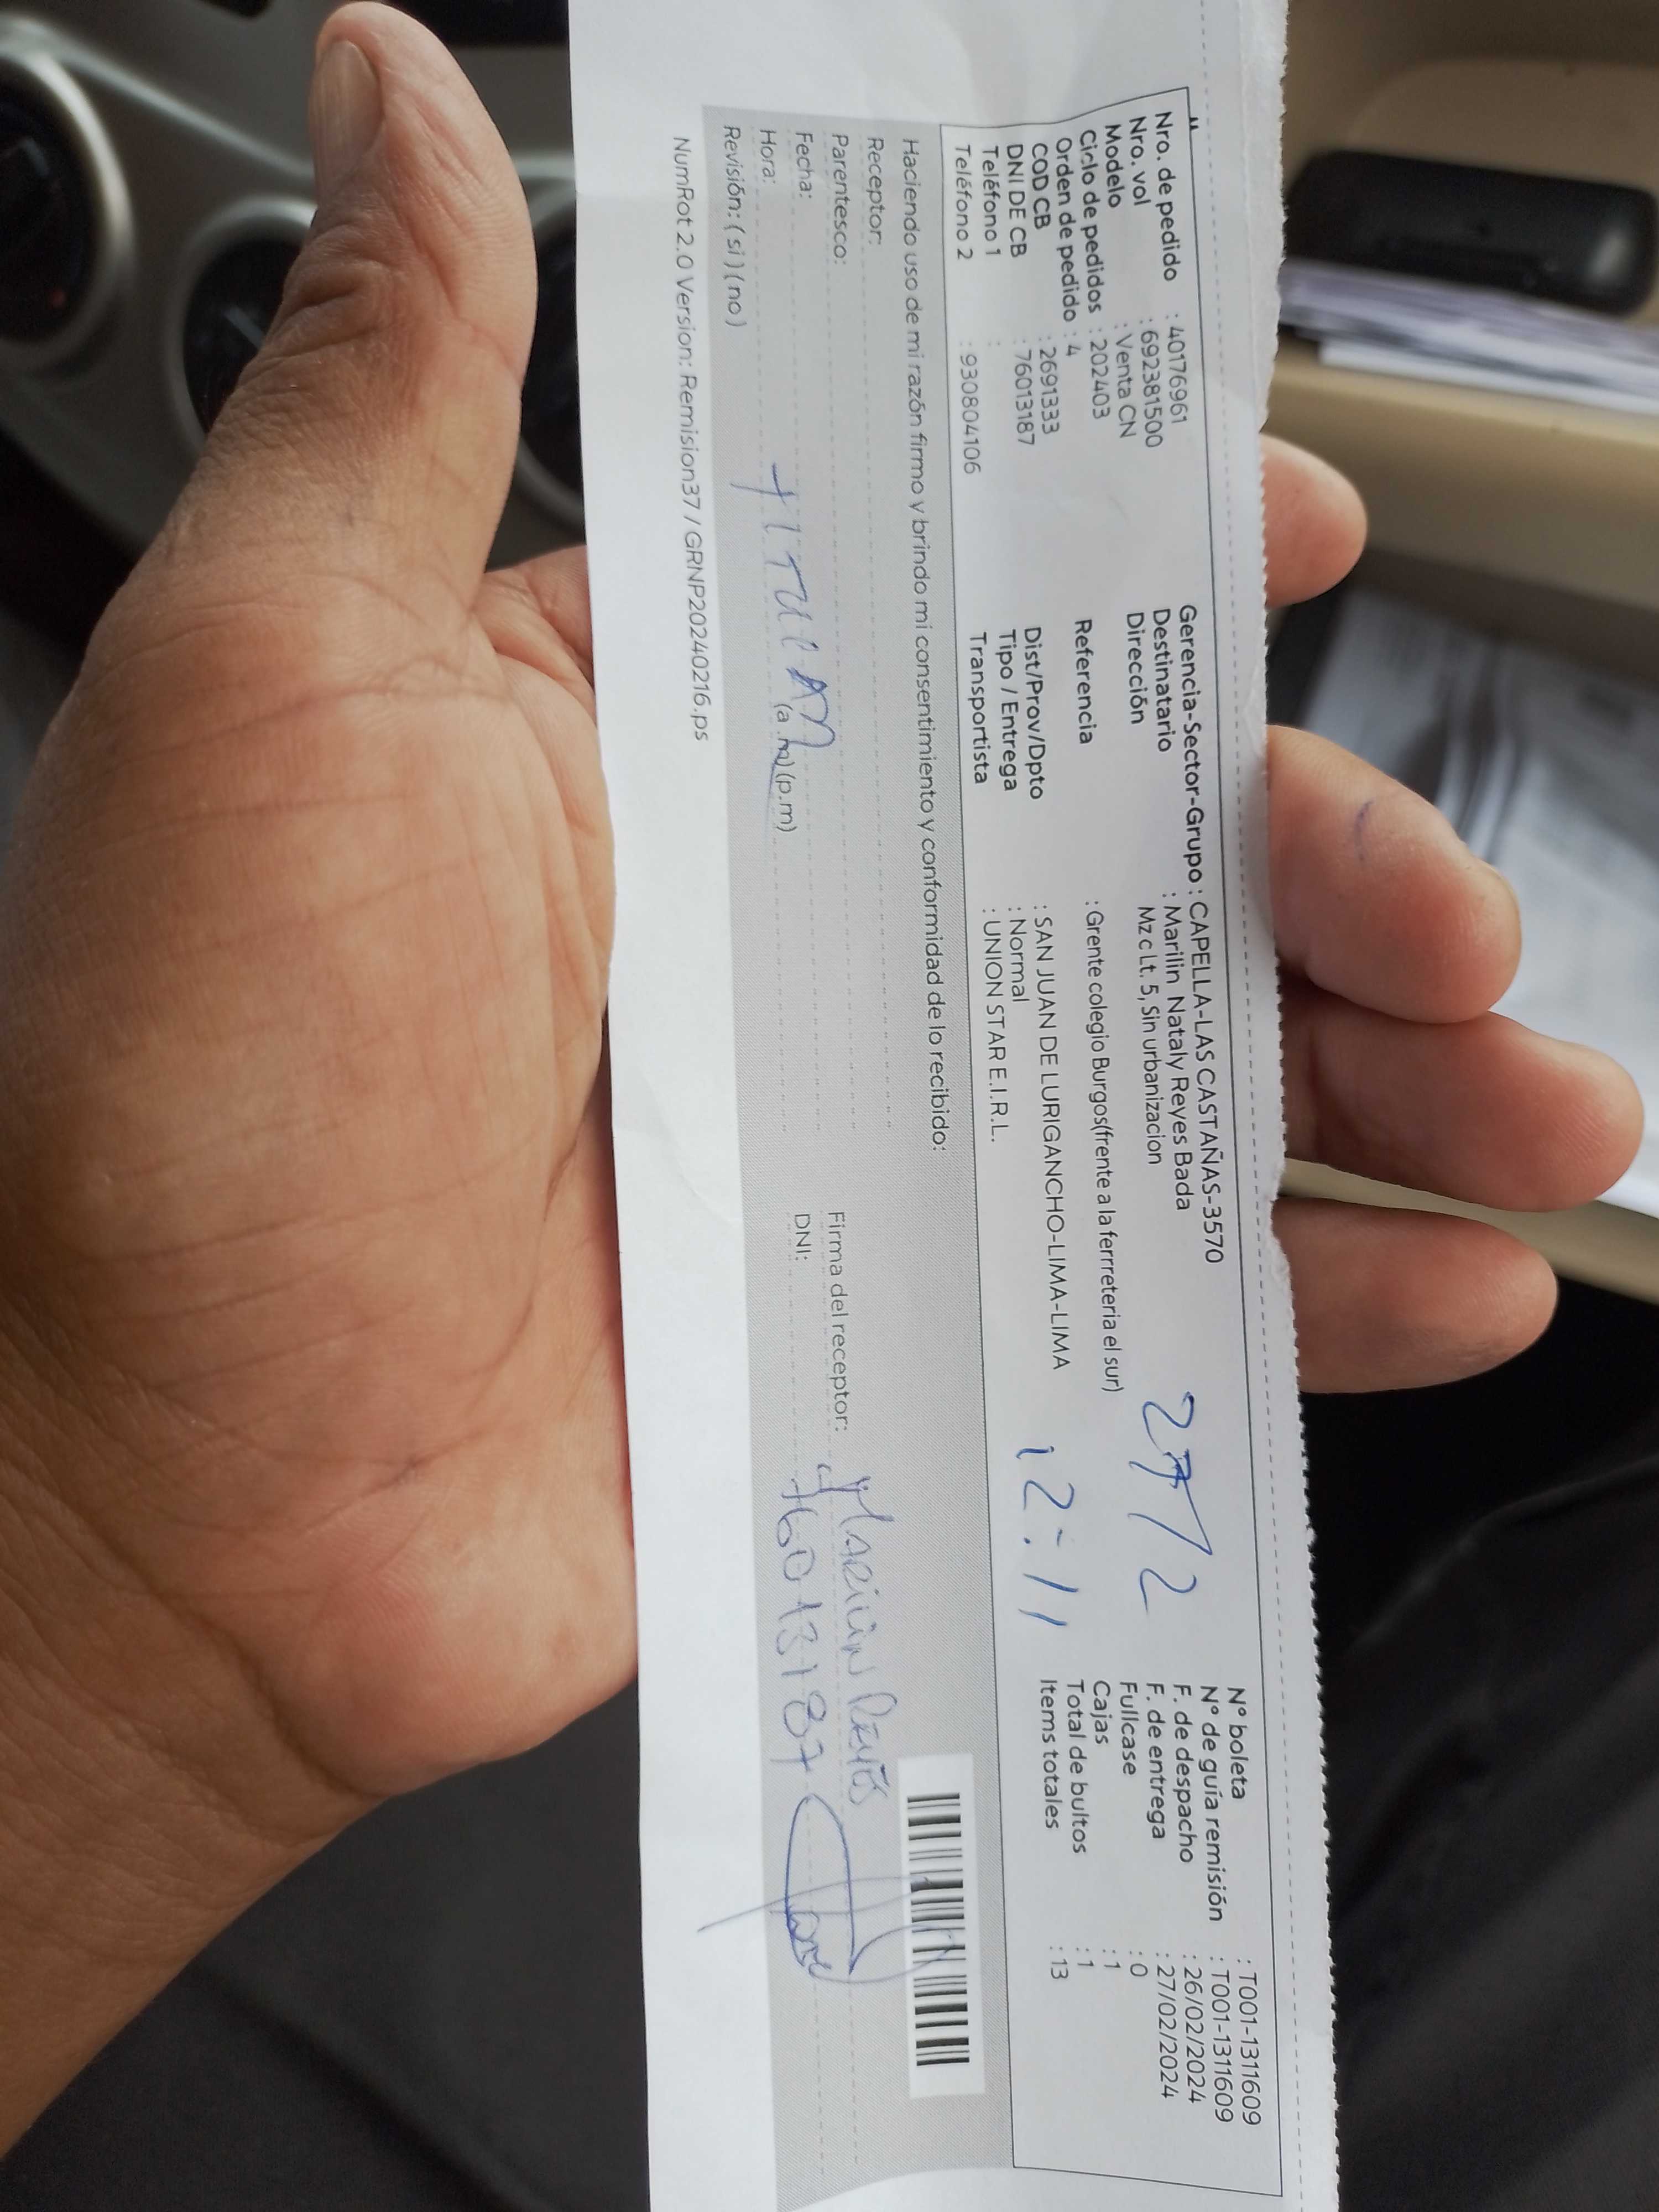 Nro. de pedido : 40176961
Nro. vol : 692381500
Modelo : Venta CN
Ciclo de pedidos : 202403
Orden de pedido : 4
COD CB : 2691333
DNI DE CB : 76013187
Teléfono 1 :
Teléfono 2 : 930804106
Gerencia-Sector-Grupo : CAPELLA-LAS CASTAÑAS-3570
Destinatario : Marilin Nataly Reyes Bada
Dirección Mz c Lt. 5, Sin urbanizacion
Referencia : Grente colegio Burgos(frente a la ferrreteria el sur)
Dist/Prov/Dpto : SAN JUAN DE LURIGANCHO-LIMA-LIMA
Tipo / Entrega : Normal
Transportista : UNION STAR E.I.R.L.
27/2
12:11
N° boleta : T001-1311609
N° de guía remisión : T001-1311609
F. de despacho : 26/02/2024
F. de entrega : 27/02/2024
Fullcase : 0
Cajas : 1
Total de bultos : 1
Items totales : 13
Haciendo uso de mi razón firmo y brindo mi consentimiento y conformidad de lo recibido:
Receptor:
Parentesco:
Fecha:
Hora: (a.m) (p.m)
Revisión: (si) (no)
Firma del receptor: Marilin Reyes
DNI: 76013187
NumRot 2.0 Version: Remision37 / GRNP20240216.ps